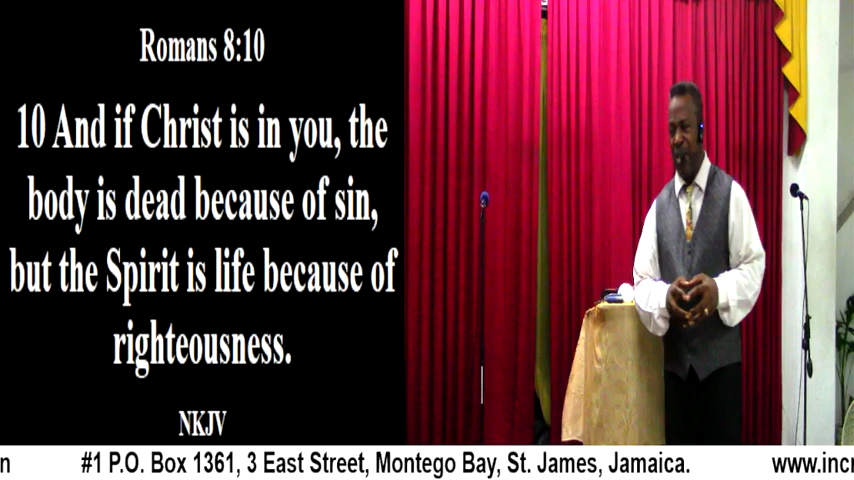 Romans 8:10
10 And if Christ is in you, the
body is dead because of sin,
but the Spirit is life because of
righteousness.
NKJV
#1 P.O. Box 1361, 3 East Street, Montego Bay, St. James, Jamaica.